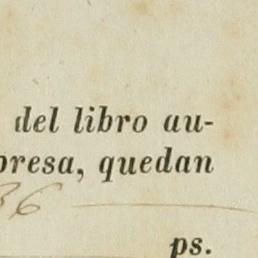 del libro au-
presa, quedan
36
ps.